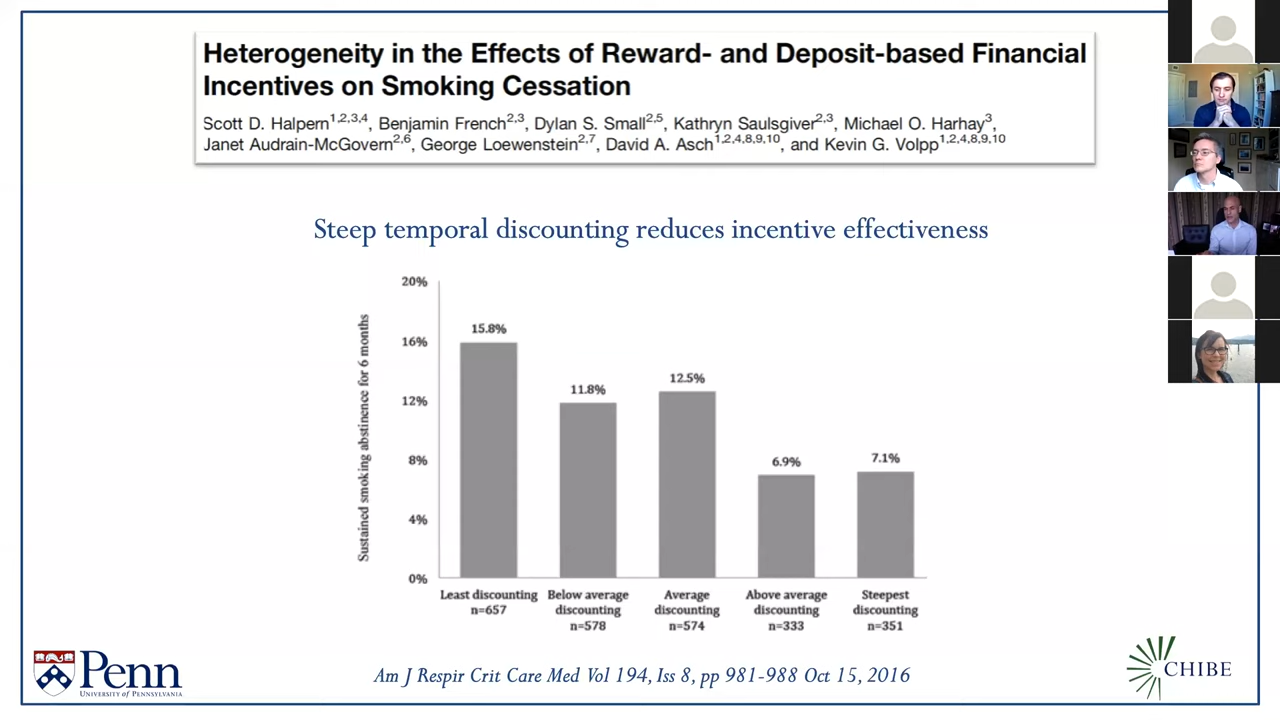 Heterogeneity in the Effects of Reward- and Deposit-based Financial
Incentives on Smoking Cessation
Scott D. Halpern1,2,3,4, Benjamin French2,3, Dylan S. Small2,5, Kathryn Saulsgiver2,3, Michael O. Harhay3,
Janet Audrain-McGovern2,6, George Loewenstein2,7, David A. Asch1,2,4,8,9,10, and Kevin G. Volpp1,2,4,8,9,10
Steep temporal discounting reduces incentive effectiveness
Sustained smoking abstinence for 6 months
20%
16%
12%
8%
4%
0%
15.8%
11.8%
12.5%
6.9%
7.1%
Least discounting
n=657
Below average
discounting
n=578
Average
discounting
n=574
Above average
discounting
n=333
Steepest
discounting
n=351
Penn
UNIVERSITY of PENNSYLVANIA
Am J Respir Crit Care Med Vol 194, Iss 8, pp 981-988 Oct 15, 2016
CHIBE